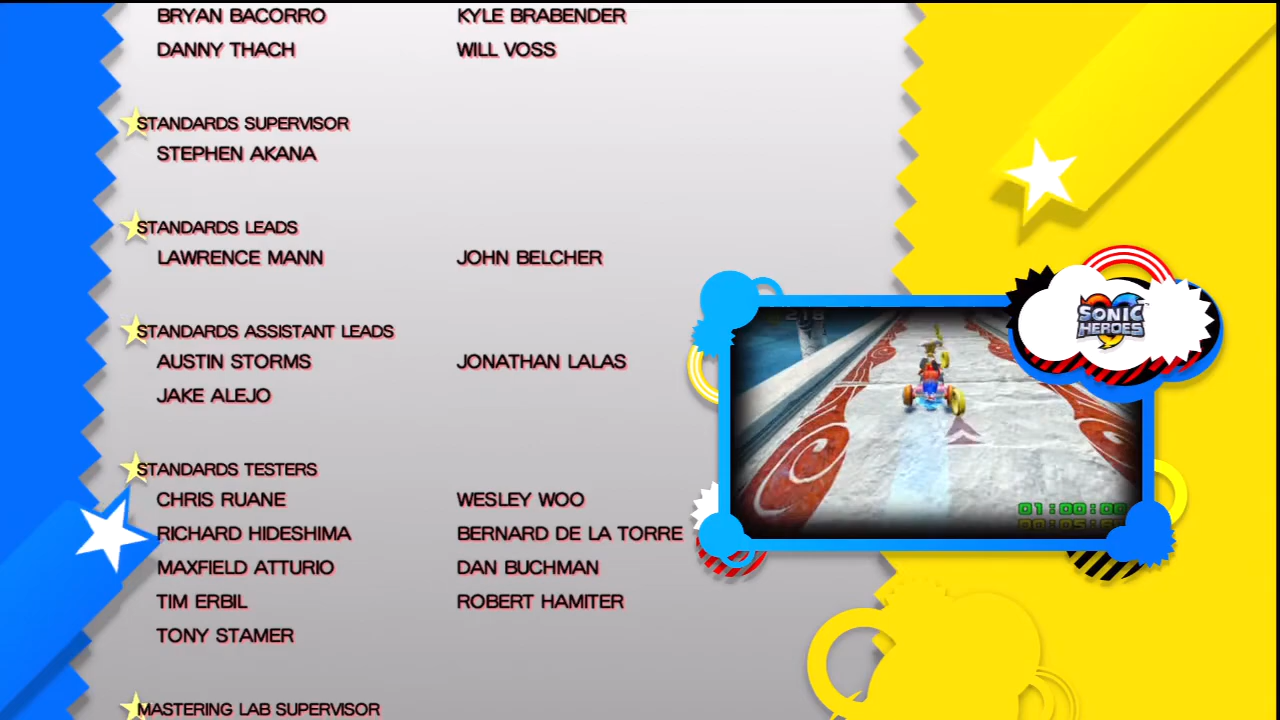 BRYAN BACORRO KYLE BRABENDER
DANNY THACH WILL VOSS
STANDARDS SUPERVISOR
STEPHEN AKANA
STANDARDS LEADS
LAWRENCE MANN JOHN BELCHER
STANDARDS ASSISTANT LEADS
AUSTIN STORMS JONATHAN LALAS
JAKE ALEJO
STANDARDS TESTERS
CHRIS RUANE WESLEY WOO
RICHARD HIDESHIMA BERNARD DE LA TORRE
MAXFIELD ATTURIO DAN BUCHMAN
TIM ERBIL ROBERT HAMITER
TONY STAMER
MASTERING LAB SUPERVISOR
SONIC
HEROES
01:00:00